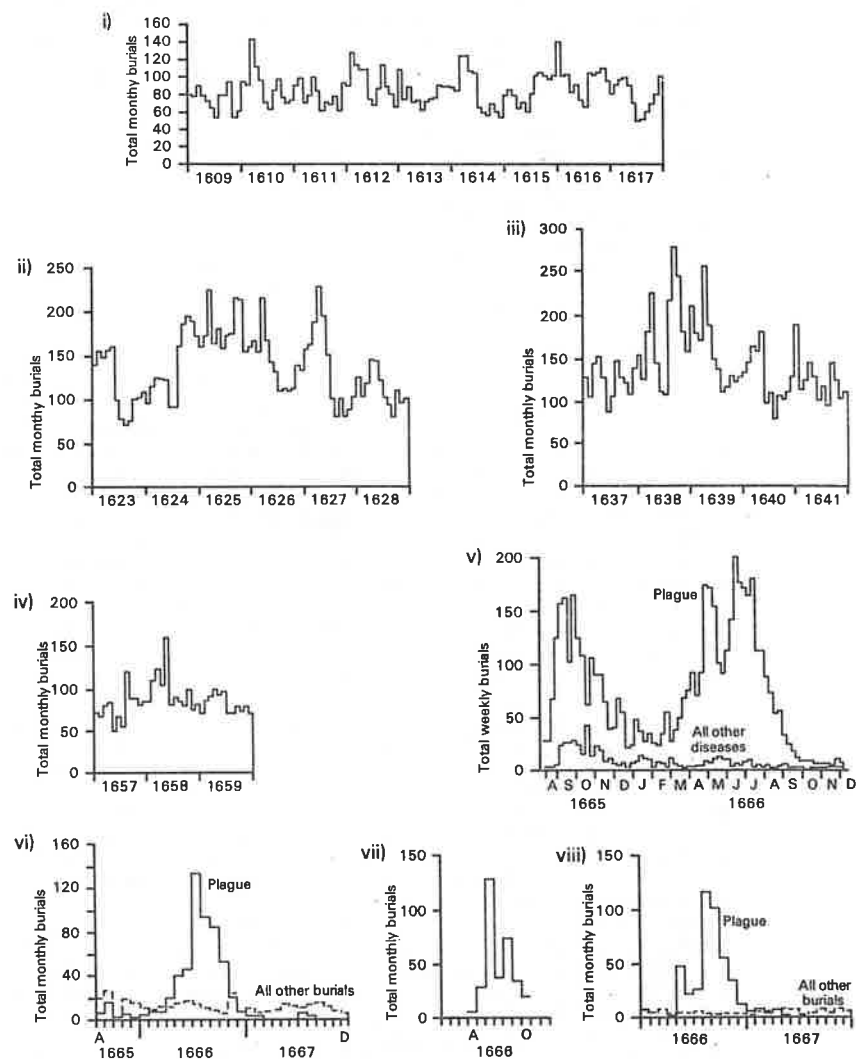 i)
Total monthly burials
160
140
120
100
80
60
40
20
0
1609 1610 1611 1612 1613 1614 1615 1616 1617
ii)
Total monthly burials
250
200
150
100
50
0
1623 1624 1625 1626 1627 1628
iii)
Total monthly burials
300
250
200
150
100
50
0
1637 1638 1639 1640 1641
iv)
Total monthly burials
200
150
100
50
0
1657 1658 1659
v)
Total weekly burials
200
150
100
50
0
Plague
All other
diseases
A S O N D J F M A M J J A S O N D
1665 1666
vi)
Total monthly burials
160
120
80
40
20
0
Plague
All other burials
A D
1665 1666 1667
vii)
Total monthly burials
150
100
50
0
A O
1666
viii)
Total monthly burials
150
100
50
0
Plague
All other
burials
1666 1667